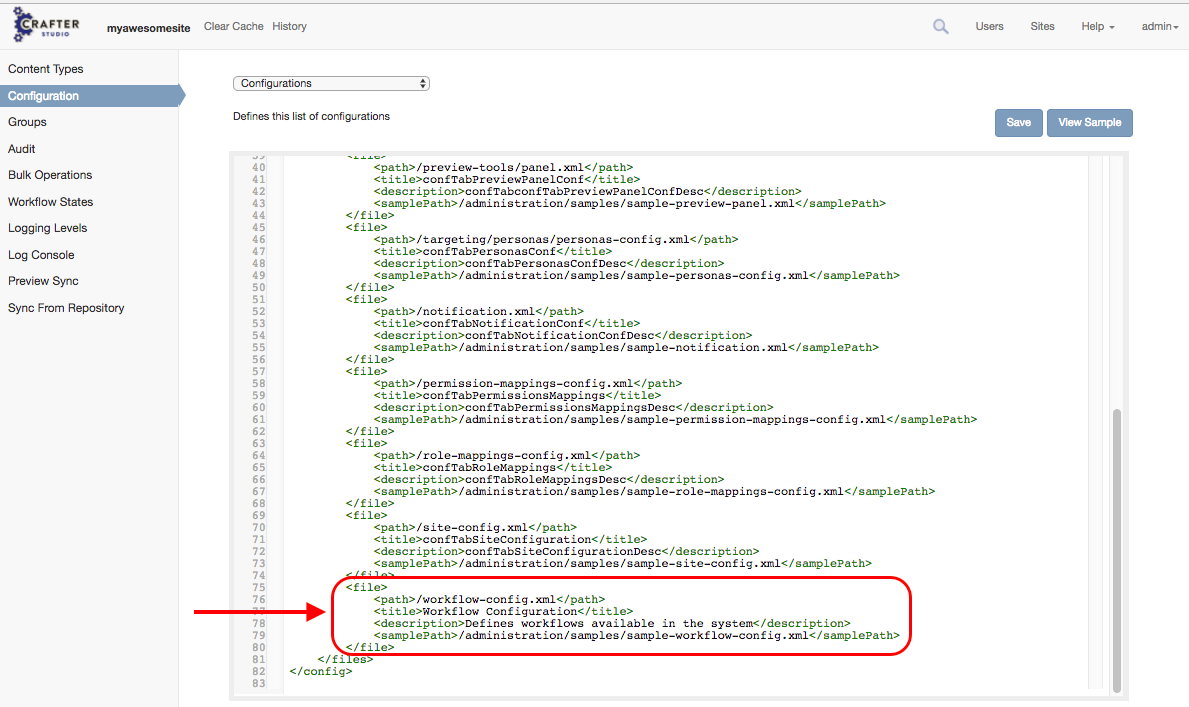 CRAFTER
STUDIO
myawesomesite Clear Cache History Users Sites Help admin
Content Types
Configuration
Groups
Audit
Bulk Operations
Workflow States
Logging Levels
Log Console
Preview Sync
Sync From Repository
Configurations
Defines this list of configurations
Save View Sample
39 <file>
40 <path>/preview-tools/panel.xml</path>
41 <title>confTabPreviewPanelConf</title>
42 <description>confTabconfTabPreviewPanelConfDesc</description>
43 <samplePath>/administration/samples/sample-preview-panel.xml</samplePath>
44 </file>
45 <file>
46 <path>/targeting/personas/personas-config.xml</path>
47 <title>confTabPersonasConf</title>
48 <description>confTabPersonasConfDesc</description>
49 <samplePath>/administration/samples/sample-personas-config.xml</samplePath>
50 </file>
51 <file>
52 <path>/notification.xml</path>
53 <title>confTabNotificationConf</title>
54 <description>confTabNotificationConfDesc</description>
55 <samplePath>/administration/samples/sample-notification.xml</samplePath>
56 </file>
57 <file>
58 <path>/permission-mappings-config.xml</path>
59 <title>confTabPermissionsMappings</title>
60 <description>confTabPermissionsMappingsDesc</description>
61 <samplePath>/administration/samples/sample-permission-mappings-config.xml</samplePath>
62 </file>
63 <file>
64 <path>/role-mappings-config.xml</path>
65 <title>confTabRoleMappings</title>
66 <description>confTabRoleMappingsDesc</description>
67 <samplePath>/administration/samples/sample-role-mappings-config.xml</samplePath>
68 </file>
69 <file>
70 <path>/site-config.xml</path>
71 <title>confTabSiteConfiguration</title>
72 <description>confTabSiteConfigurationDesc</description>
73 <samplePath>/administration/samples/sample-site-config.xml</samplePath>
74 </file>
75 <file>
76 <path>/workflow-config.xml</path>
77 <title>Workflow Configuration</title>
78 <description>Defines workflows available in the system</description>
79 <samplePath>/administration/samples/sample-workflow-config.xml</samplePath>
80 </file>
81 </files>
82 </config>
83